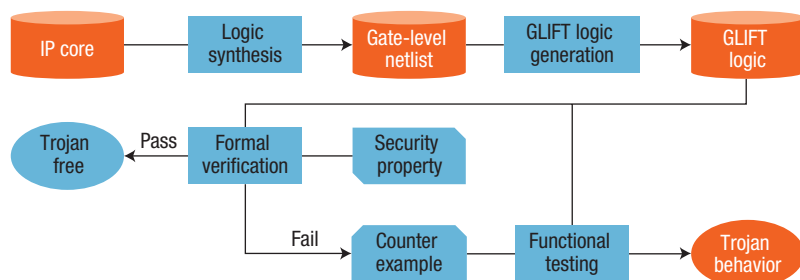 IP core
Logic
synthesis
Gate-level
netlist
GLIFT logic
generation
GLIFT
logic
Trojan
free
Pass
Formal
verification
Security
property
Fail
Counter
example
Functional
testing
Trojan
behavior